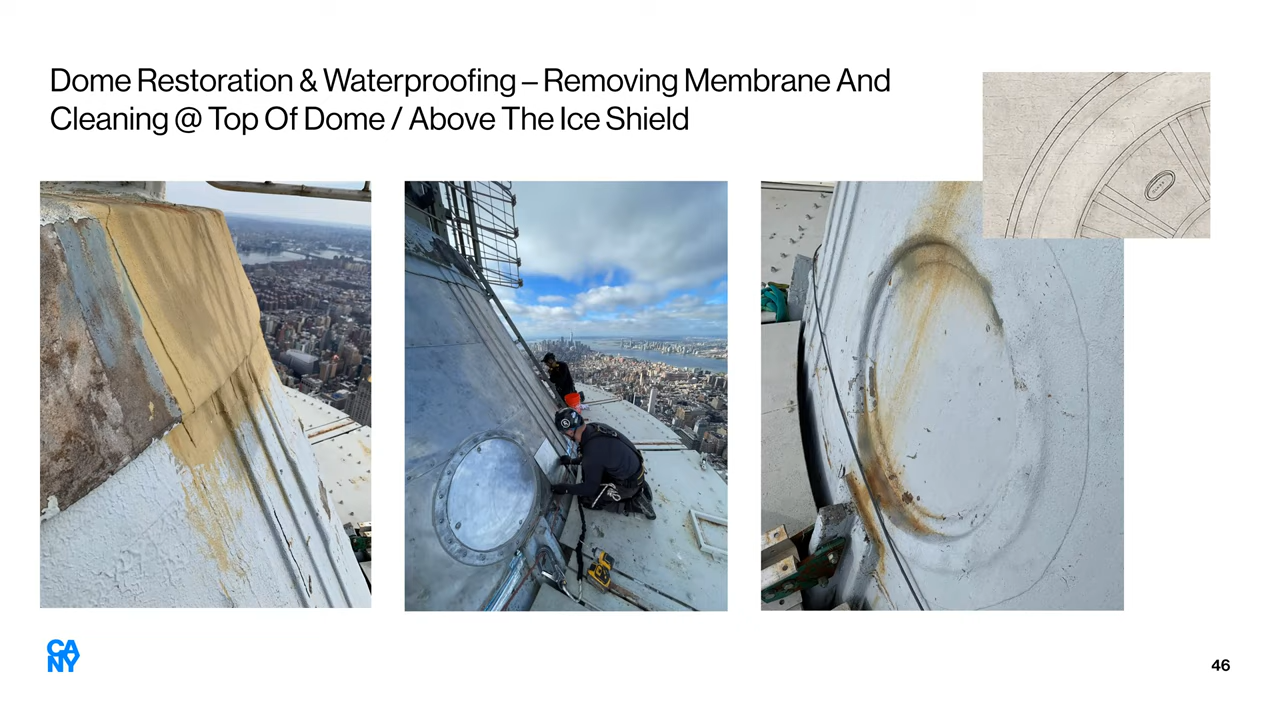 Dome Restoration & Waterproofing – Removing Membrane And
Cleaning @ Top Of Dome / Above The Ice Shield
CA
NY
46